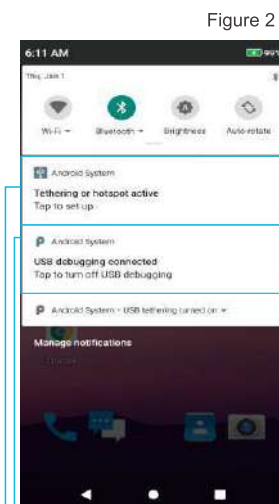 Figure 2
6:11 AM 99%
Thu, Jan 1
Wi-Fi Bluetooth Brightness Auto-rotate
Android System
Tethering or hotspot active
Tap to set up
Android System
USB debugging connected
Tap to turn off USB debugging
Android System • USB tethering turned on
Manage notifications